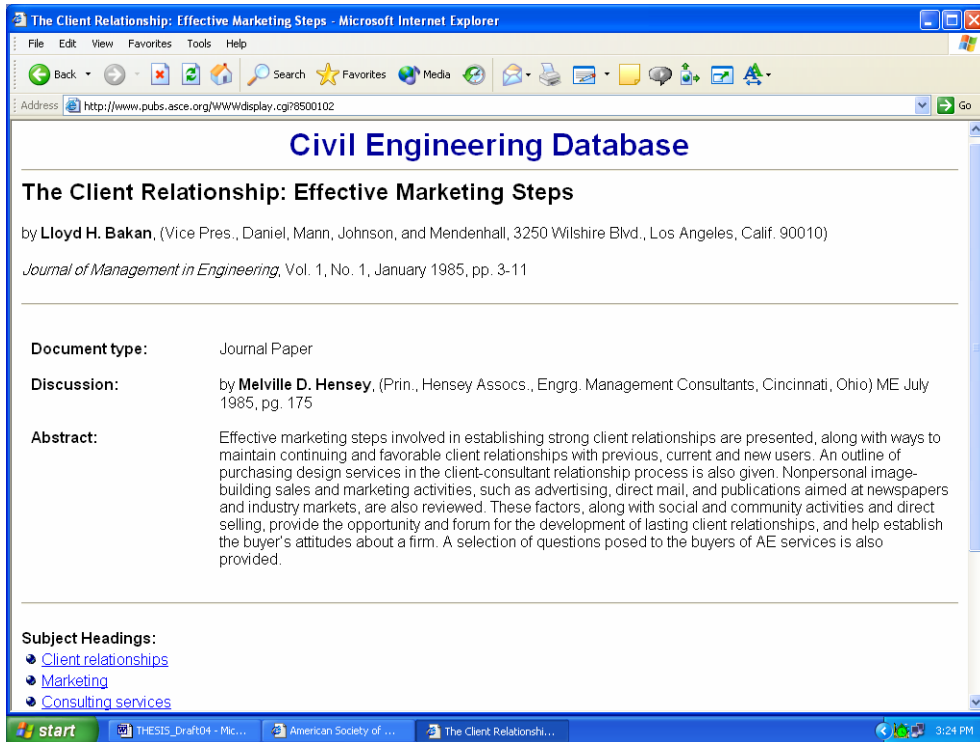 The Client Relationship: Effective Marketing Steps - Microsoft Internet Explorer
File Edit View Favorites Tools Help
Back Search Favorites Media
Address http://www.pubs.asce.org/WWWdisplay.cgi?8500102 Go
Civil Engineering Database
The Client Relationship: Effective Marketing Steps
by Lloyd H. Bakan, (Vice Pres., Daniel, Mann, Johnson, and Mendenhall, 3250 Wilshire Blvd., Los Angeles, Calif. 90010)
Journal of Management in Engineering, Vol. 1, No. 1, January 1985, pp. 3-11
Document type: Journal Paper
Discussion: by Melville D. Hensey, (Prin., Hensey Assocs., Engrg. Management Consultants, Cincinnati, Ohio) ME July
1985, pg. 175
Abstract: Effective marketing steps involved in establishing strong client relationships are presented, along with ways to
maintain continuing and favorable client relationships with previous, current and new users. An outline of
purchasing design services in the client-consultant relationship process is also given. Nonpersonal image-
building sales and marketing activities, such as advertising, direct mail, and publications aimed at newspapers
and industry markets, are also reviewed. These factors, along with social and community activities and direct
selling, provide the opportunity and forum for the development of lasting client relationships, and help establish
the buyer's attitudes about a firm. A selection of questions posed to the buyers of AE services is also
provided.
Subject Headings:
Client relationships
Marketing
Consulting services
start THESIS_Draft04 - Mic... American Society of ... The Client Relationshi... 3:24 PM